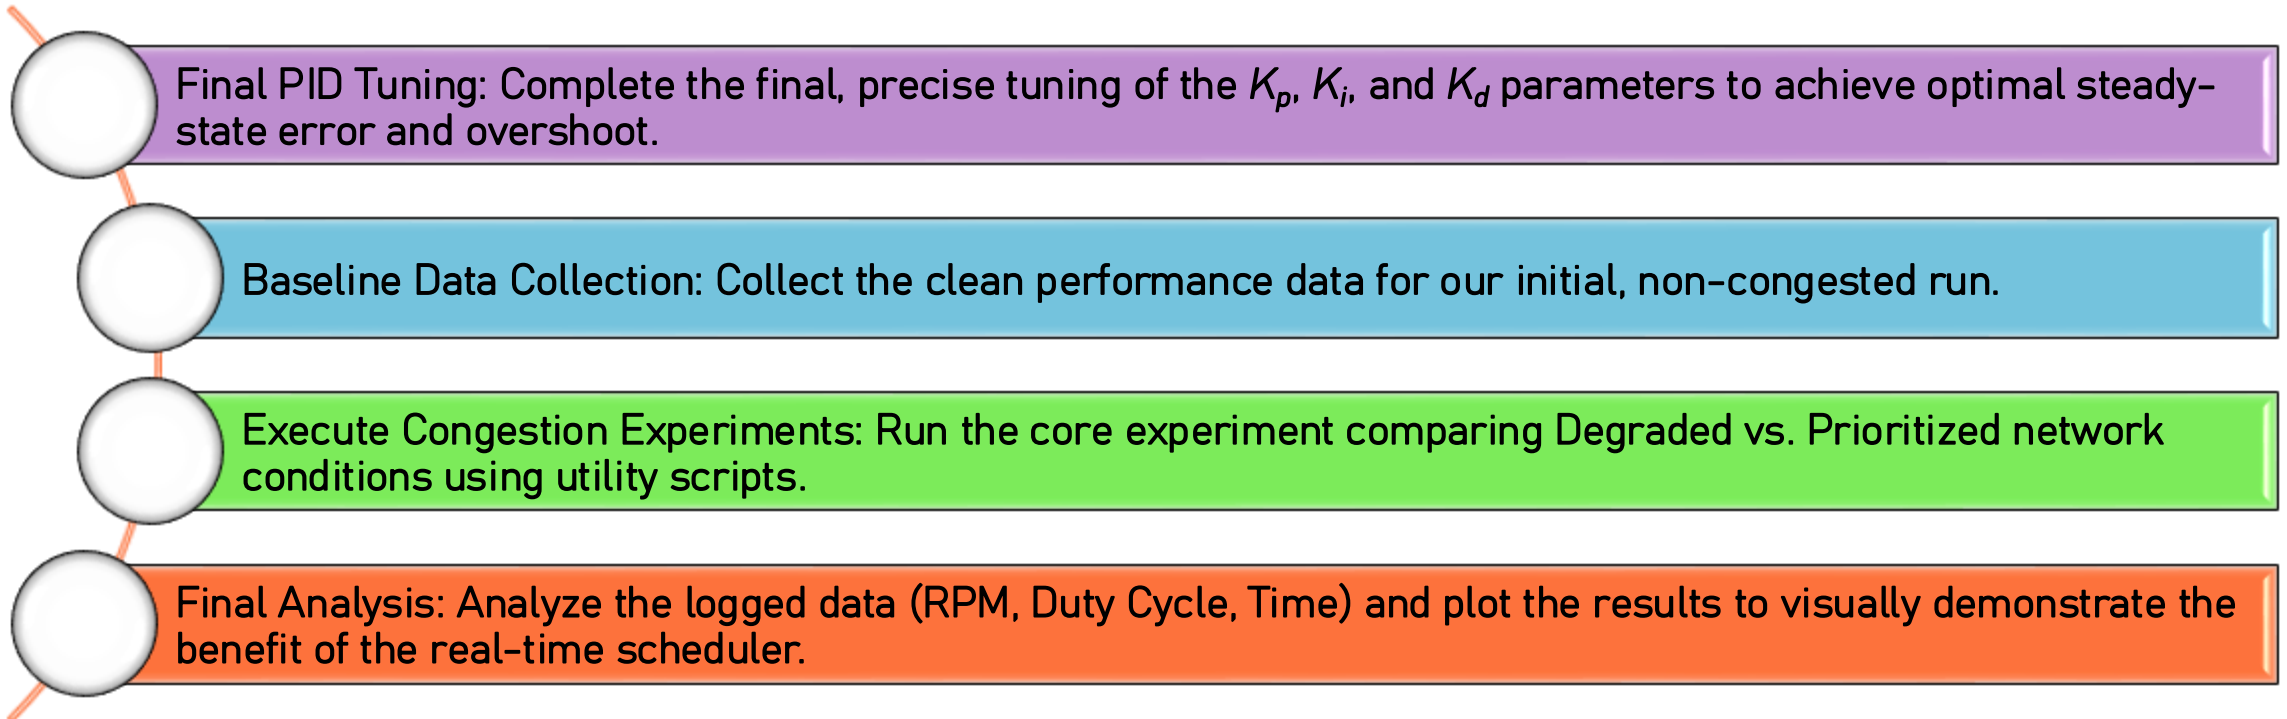 Final PID Tuning: Complete the final, precise tuning of the Kp, Ki, and Kd parameters to achieve optimal steady-
state error and overshoot.
Baseline Data Collection: Collect the clean performance data for our initial, non-congested run.
Execute Congestion Experiments: Run the core experiment comparing Degraded vs. Prioritized network
conditions using utility scripts.
Final Analysis: Analyze the logged data (RPM, Duty Cycle, Time) and plot the results to visually demonstrate the
benefit of the real-time scheduler.